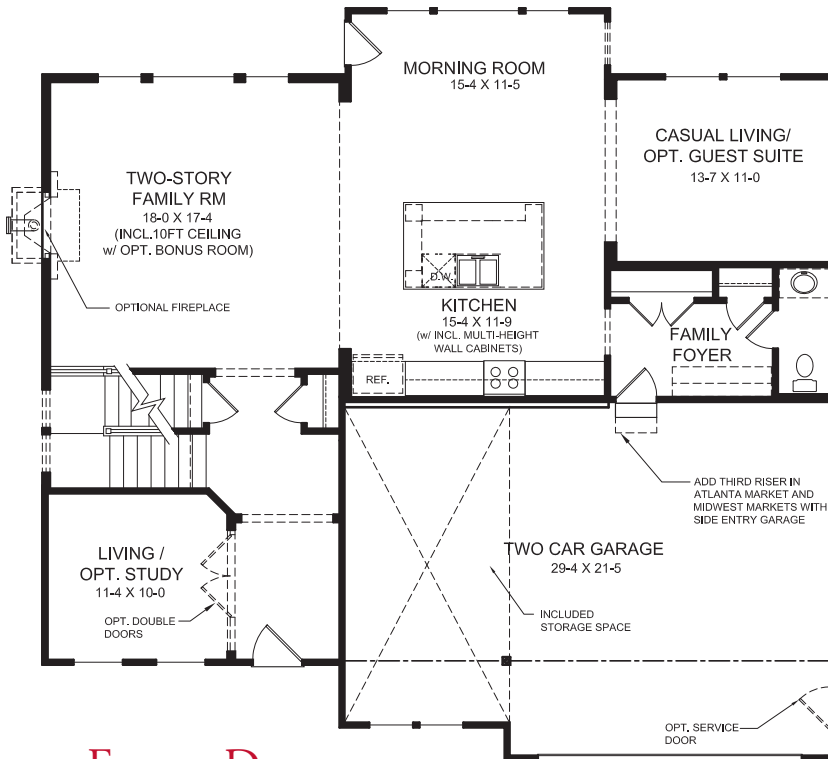 MORNING ROOM
15-4 X 11-5
CASUAL LIVING/
OPT. GUEST SUITE
13-7 X 11-0
TWO-STORY
FAMILY RM
18-0 X 17-4
(INCL.10FT CEILING
w/ OPT. BONUS ROOM)
OPTIONAL FIREPLACE
D.W.
KITCHEN
15-4 X 11-9
(w/ INCL. MULTI-HEIGHT
WALL CABINETS)
REF.
FAMILY
FOYER
ADD THIRD RISER IN
ATLANTA MARKET AND
MIDWEST MARKETS WITH
SIDE ENTRY GARAGE
LIVING /
OPT. STUDY
11-4 X 10-0
OPT. DOUBLE
DOORS
TWO CAR GARAGE
29-4 X 21-5
INCLUDED
STORAGE SPACE
OPT. SERVICE
DOOR